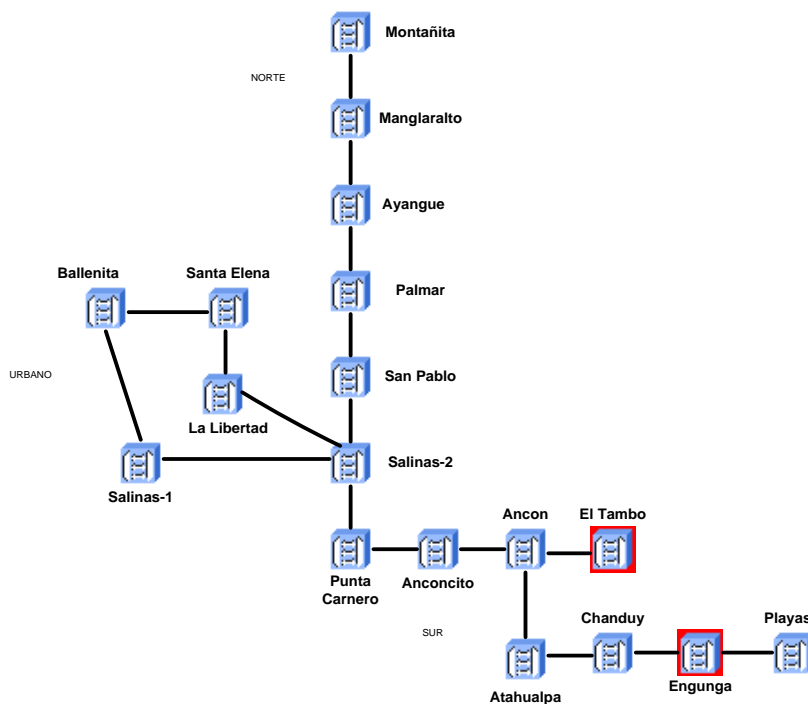 Montañita
NORTE
Manglaralto
Ayangue
Ballenita
Santa Elena
Palmar
URBANO
San Pablo
La Libertad
Salinas-2
Salinas-1
Ancon
El Tambo
Punta
Carnero
Anconcito
Chanduy
Playas
SUR
Engunga
Atahualpa